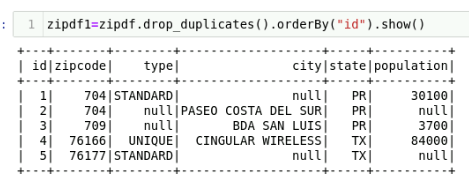 : 1 zipdf1=zipdf.drop_duplicates().orderBy("id").show()
+---+-------+--------+-------------------+-----+----------+
| id|zipcode|    type|               city|state|population|
+---+-------+--------+-------------------+-----+----------+
|  1|    704|STANDARD|               null|   PR|     30100|
|  2|    704|    null|PASEO COSTA DEL SUR|   PR|      null|
|  3|    709|    null|       BDA SAN LUIS|   PR|      3700|
|  4|  76166|  UNIQUE|  CINGULAR WIRELESS|   TX|     84000|
|  5|  76177|STANDARD|               null|   TX|      null|
+---+-------+--------+-------------------+-----+----------+